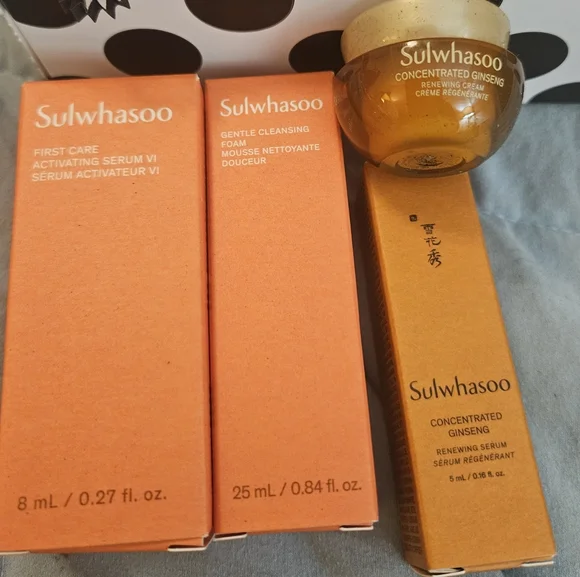 Sulwhasoo
FIRST CARE
ACTIVATING SERUM VI
SÉRUM ACTIVATEUR VI
8 mL / 0.27 fl. oz.
Sulwhasoo
GENTLE CLEANSING
FOAM
MOUSSE NETTOYANTE
DOUCEUR
25 mL / 0.84 fl. oz.
Sulwhasoo
CONCENTRATED GINSENG
RENEWING CREAM
CRÈME RÉGÉNÉRANTE
雪花秀
Sulwhasoo
CONCENTRATED
GINSENG
RENEWING SERUM
SÉRUM RÉGÉNÉRANT
5 mL / 0.16 fl. oz.